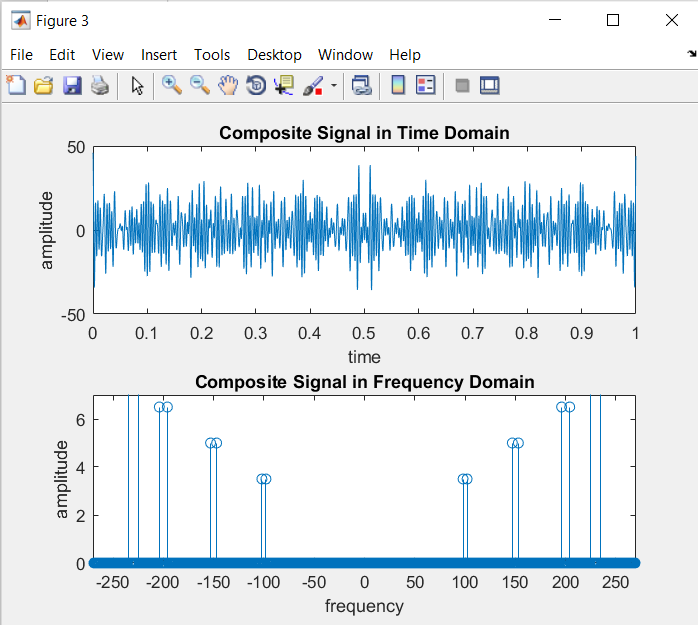 Figure 3
File Edit View Insert Tools Desktop Window Help
Composite Signal in Time Domain
50
0
-50
amplitude
0 0.1 0.2 0.3 0.4 0.5 0.6 0.7 0.8 0.9 1
time
Composite Signal in Frequency Domain
6
4
2
0
amplitude
-250 -200 -150 -100 -50 0 50 100 150 200 250
frequency